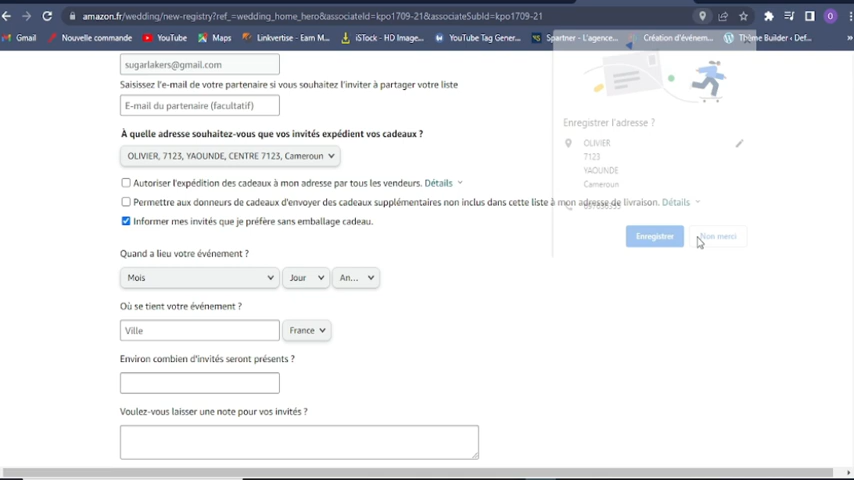 amazon.fr/wedding/new-registry?ref_=wedding_home_hero&associateId=kpo1709-21&associateSubId=kpo1709-21
O
Gmail
Nouvelle commande
YouTube
Maps
Linkvertise - Earn M...
iStock - HD Image...
YouTube Tag Gener...
Spartner - L'agence...
Création d'événem...
Theme Builder ‹ Def...
sugarlakers@gmail.com
Saisissez l'e-mail de votre partenaire si vous souhaitez l'inviter à partager votre liste
E-mail du partenaire (facultatif)
À quelle adresse souhaitez-vous que vos invités expédient vos cadeaux ?
OLIVIER, 7123, YAOUNDE, CENTRE 7123, Cameroun
Autoriser l'expédition des cadeaux à mon adresse par tous les vendeurs. Détails
Permettre aux donneurs de cadeaux d'envoyer des cadeaux supplémentaires non inclus dans cette liste à mon adresse de livraison. Détails
Informer mes invités que je préfère sans emballage cadeau.
Quand a lieu votre événement ?
Mois
Jour
An...
Où se tient votre événement ?
Ville
France
Environ combien d'invités seront présents ?
Voulez-vous laisser une note pour vos invités ?
Enregistrer l'adresse ?
OLIVIER
7123
YAOUNDE
Cameroun
Enregistrer
Non merci